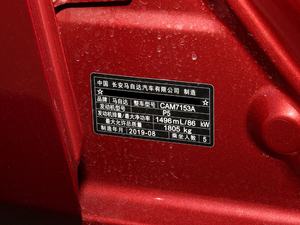 中国 长安马自达汽车有限公司 制造
品牌 马自达 整车型号 CAM7153A
发动机型号 P5
发动机排量/最大净功率 1496 mL/86 kW
最大允许总质量 1805 kg
制造年月 2019-08 乘坐人数 5